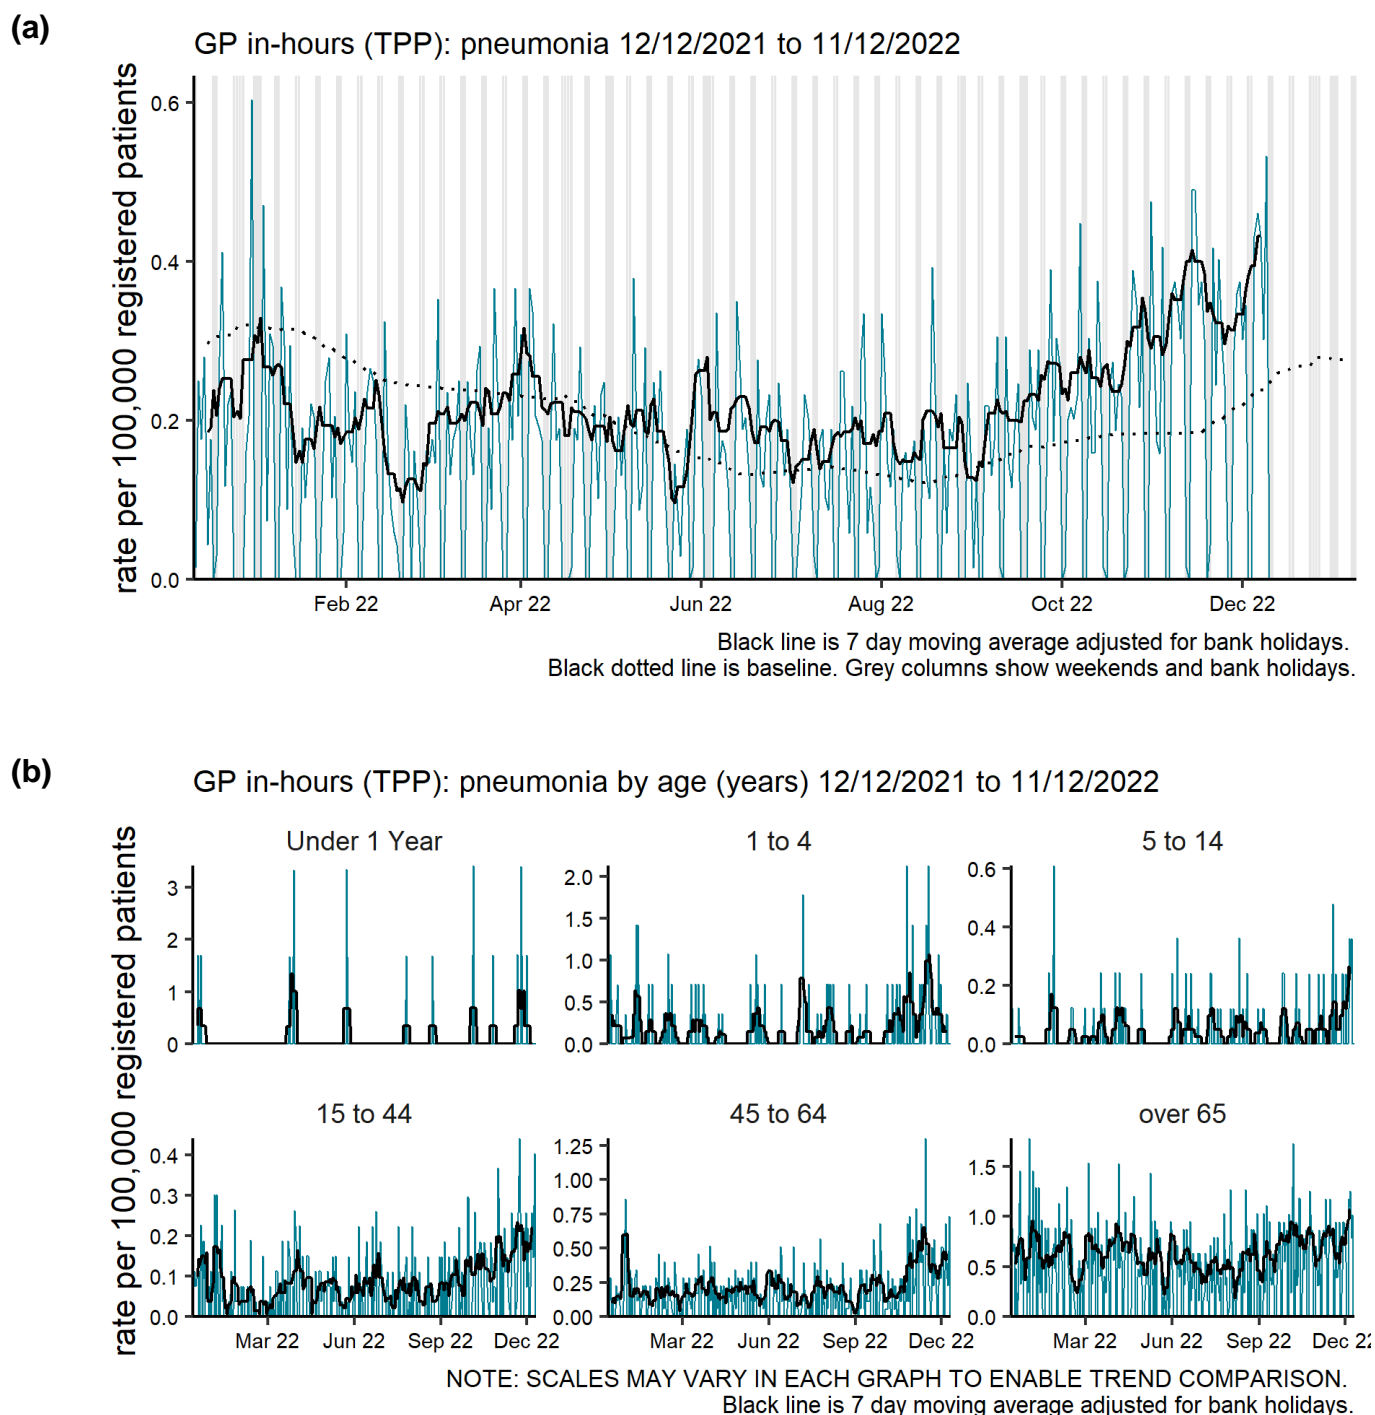 (a)
GP in-hours (TPP): pneumonia 12/12/2021 to 11/12/2022
rate per 100,000 registered patients
0.6
0.4
0.2
0.0
Feb 22 Apr 22 Jun 22 Aug 22 Oct 22 Dec 22
Black line is 7 day moving average adjusted for bank holidays.
Black dotted line is baseline. Grey columns show weekends and bank holidays.
(b)
GP in-hours (TPP): pneumonia by age (years) 12/12/2021 to 11/12/2022
rate per 100,000 registered patients
Under 1 Year
3
2
1
0
1 to 4
2.0
1.5
1.0
0.5
0.0
5 to 14
0.6
0.4
0.2
0.0
15 to 44
0.4
0.3
0.2
0.1
0.0
Mar 22 Jun 22 Sep 22 Dec 22
45 to 64
1.25
1.00
0.75
0.50
0.25
0.00
Mar 22 Jun 22 Sep 22 Dec 22
over 65
1.5
1.0
0.5
0.0
Mar 22 Jun 22 Sep 22 Dec 22
NOTE: SCALES MAY VARY IN EACH GRAPH TO ENABLE TREND COMPARISON.
Black line is 7 day moving average adjusted for bank holidays.